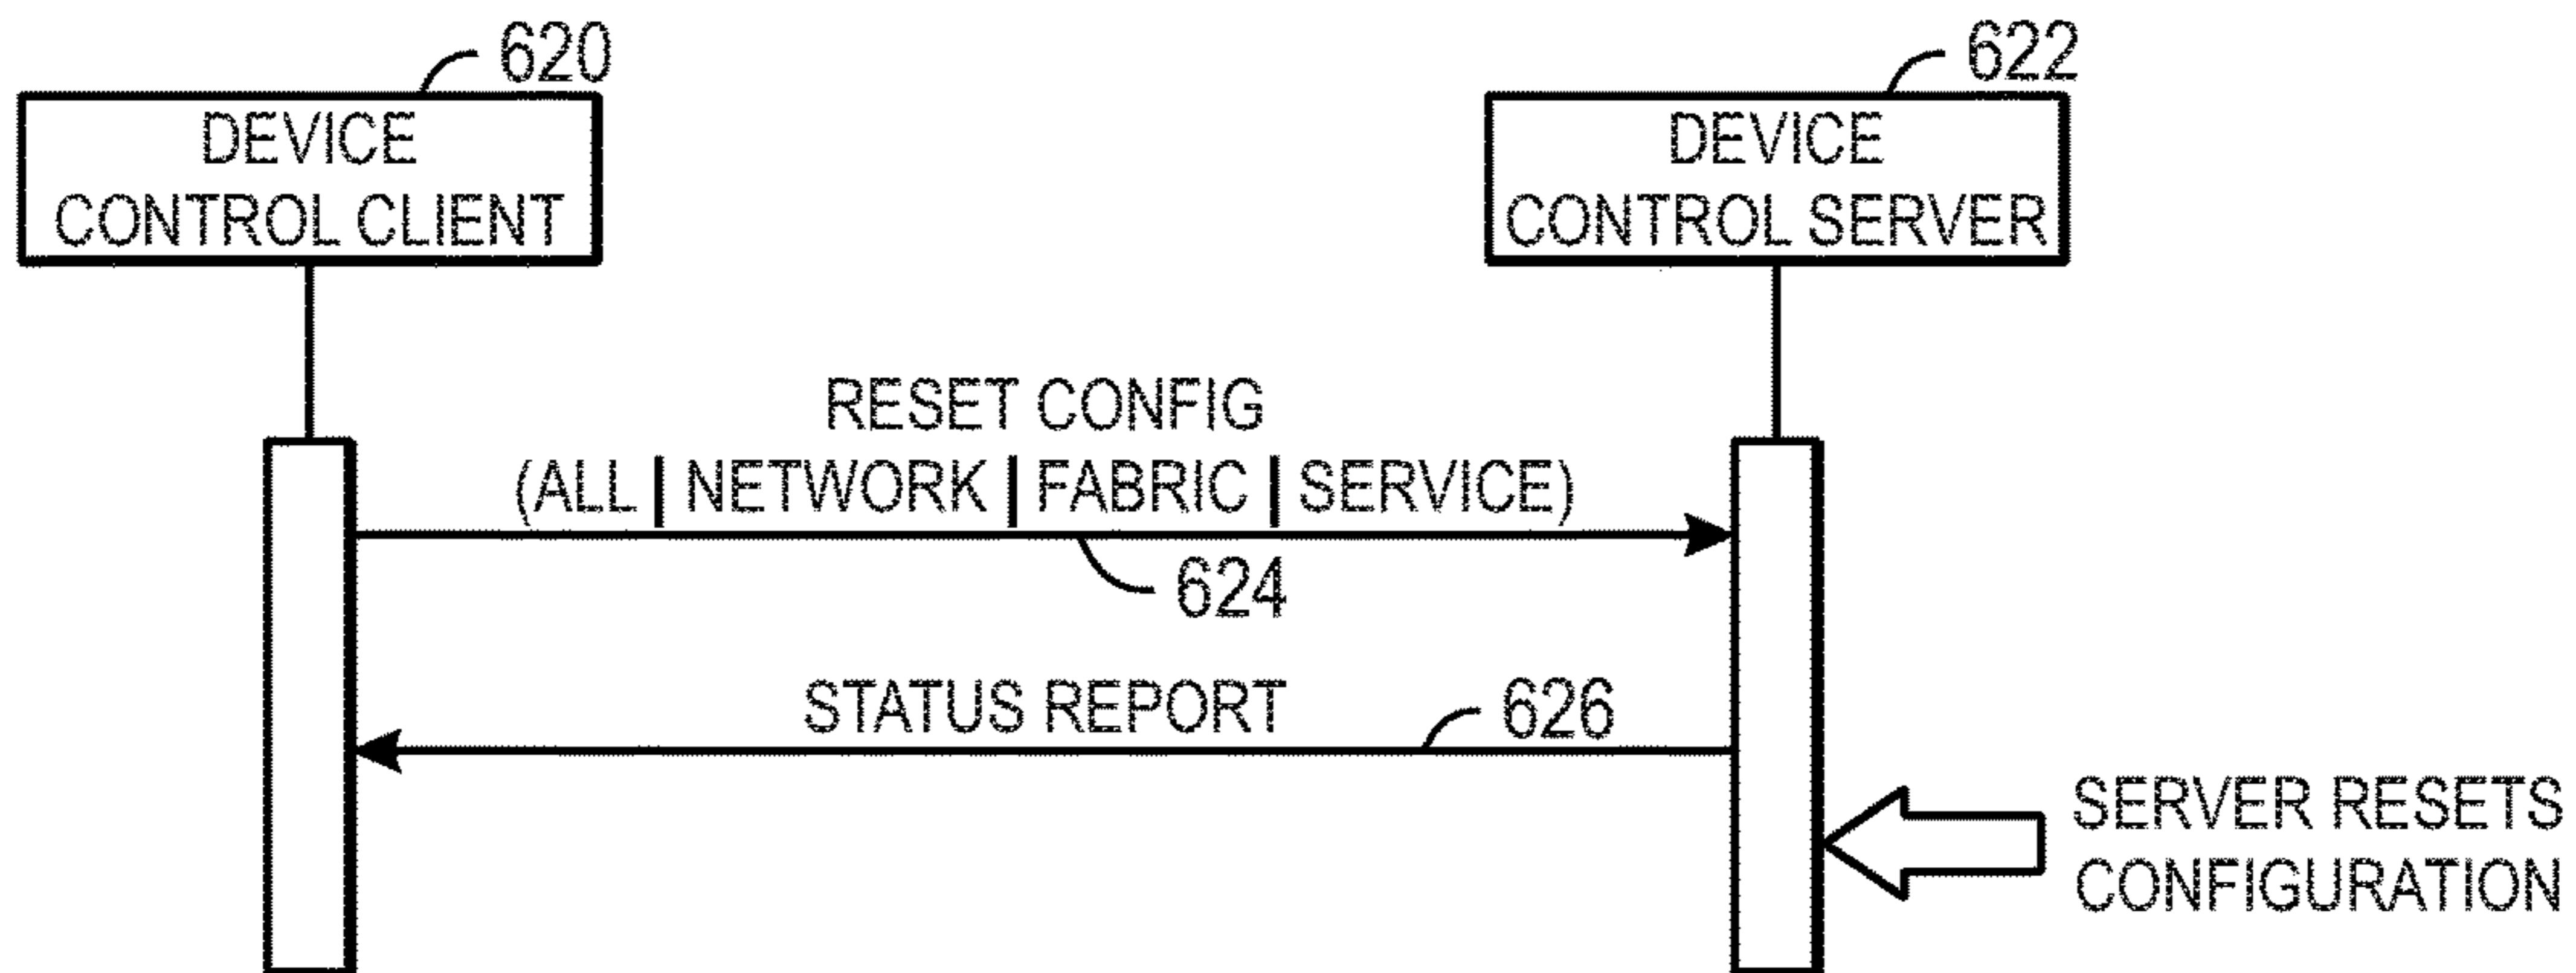 620
622
DEVICE
CONTROL CLIENT
DEVICE
CONTROL SERVER
RESET CONFIG
(ALL | NETWORK | FABRIC | SERVICE)
624
STATUS REPORT
626
SERVER RESETS
CONFIGURATION